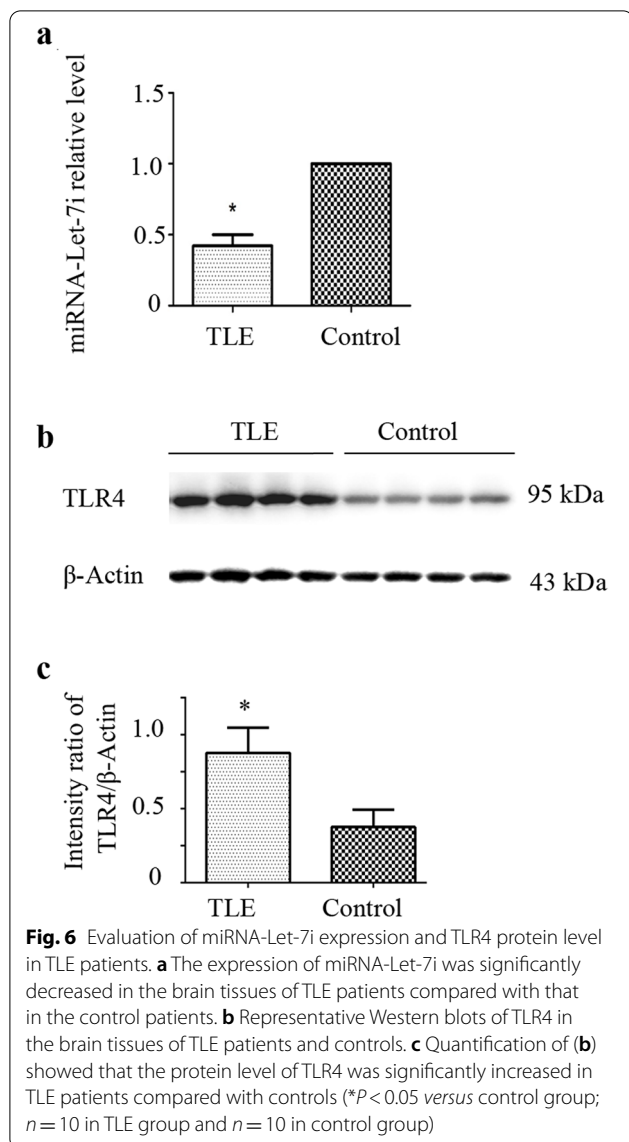 a
miRNA-Let-7i relative level
1.5
1.0
0.5
0
*
TLE Control
b
TLE Control
TLR4 95 kDa
β-Actin 43 kDa
c
Intensity ratio of
TLR4/β-Actin
1.0
0.5
0
*
TLE Control
Fig. 6 Evaluation of miRNA-Let-7i expression and TLR4 protein level
in TLE patients. a The expression of miRNA-Let-7i was significantly
decreased in the brain tissues of TLE patients compared with that
in the control patients. b Representative Western blots of TLR4 in
the brain tissues of TLE patients and controls. c Quantification of (b)
showed that the protein level of TLR4 was significantly increased in
TLE patients compared with controls (*P < 0.05 versus control group;
n = 10 in TLE group and n = 10 in control group)